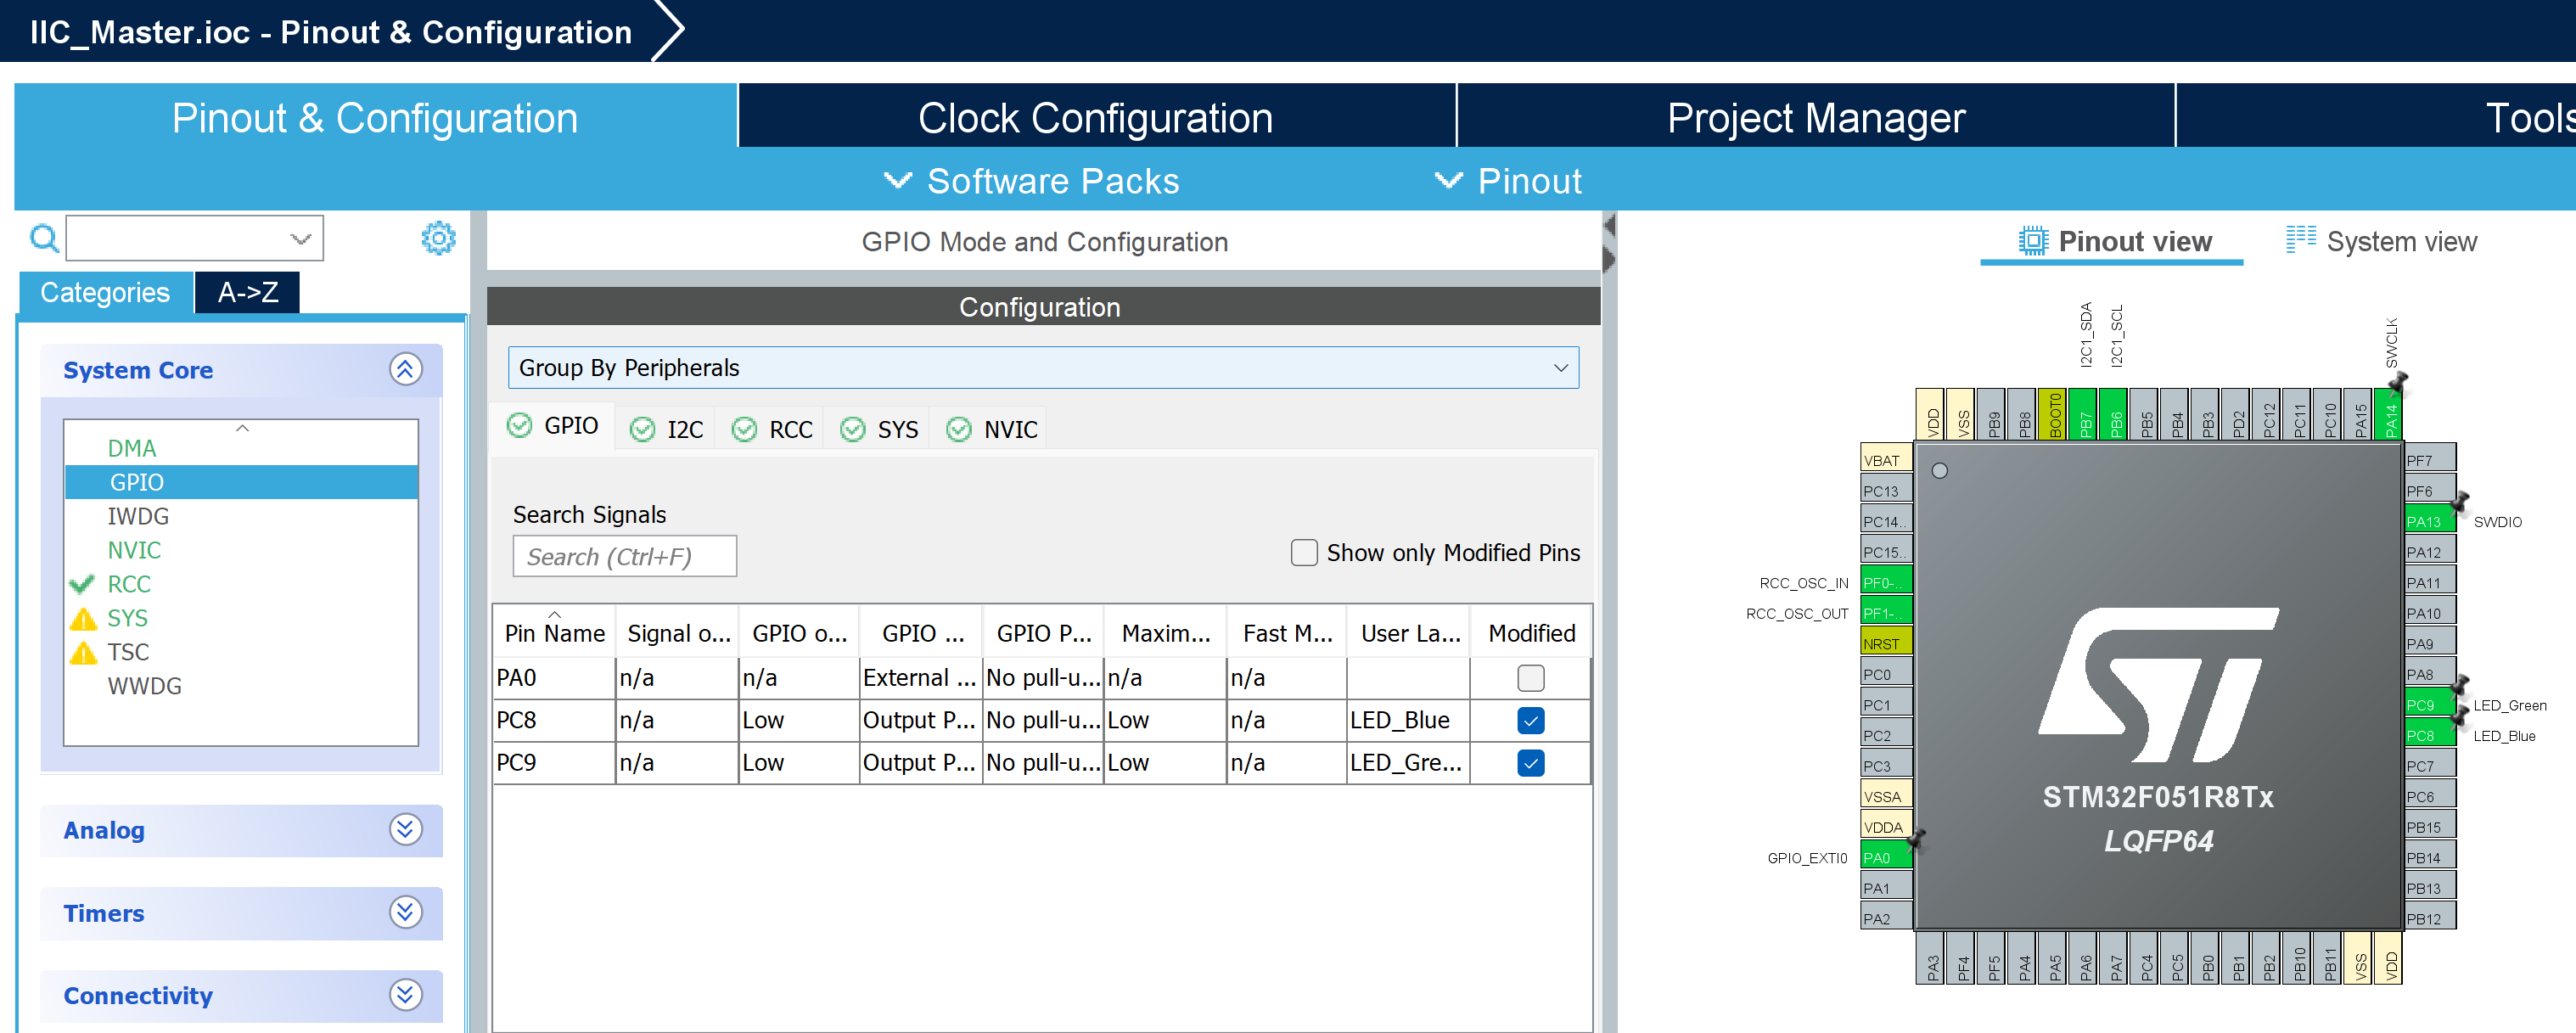 IIC_Master.ioc - Pinout & Configuration
Pinout & Configuration
Clock Configuration
Project Manager
Tools
Software Packs
Pinout
GPIO Mode and Configuration
Pinout view
System view
Categories
A->Z
Configuration
System Core
Group By Peripherals
DMA
GPIO
IWDG
NVIC
RCC
SYS
TSC
WWDG
Analog
Timers
Connectivity
GPIO
I2C
RCC
SYS
NVIC
Search Signals
Search (Ctrl+F)
Show only Modified Pins
Pin Name Signal o... GPIO o... GPIO ... GPIO P... Maxim... Fast M... User La... Modified
PA0 n/a n/a External ... No pull-u... n/a n/a
PC8 n/a Low Output P... No pull-u... Low n/a LED_Blue
PC9 n/a Low Output P... No pull-u... Low n/a LED_Gre...
I2C1_SDA
I2C1_SCL
SWCLK
VDD
VSS
PB9
PB8
BOOT0
PB7
PB6
PB5
PB4
PB3
PD2
PC12
PC11
PC10
PA15
PA14
VBAT
PC13
PC14..
PC15..
RCC_OSC_IN PF0-..
RCC_OSC_OUT PF1-..
NRST
PC0
PC1
PC2
PC3
VSSA
VDDA
GPIO_EXTI0 PA0
PA1
PA2
PF7
PF6
PA13 SWDIO
PA12
PA11
PA10
PA9
PA8
PC9 LED_Green
PC8 LED_Blue
PC7
PC6
PB15
PB14
PB13
PB12
ST
STM32F051R8Tx
LQFP64
PA3
PF4
PF5
PA4
PA5
PA6
PA7
PC4
PC5
PB0
PB1
PB2
PB10
PB11
VSS
VDD